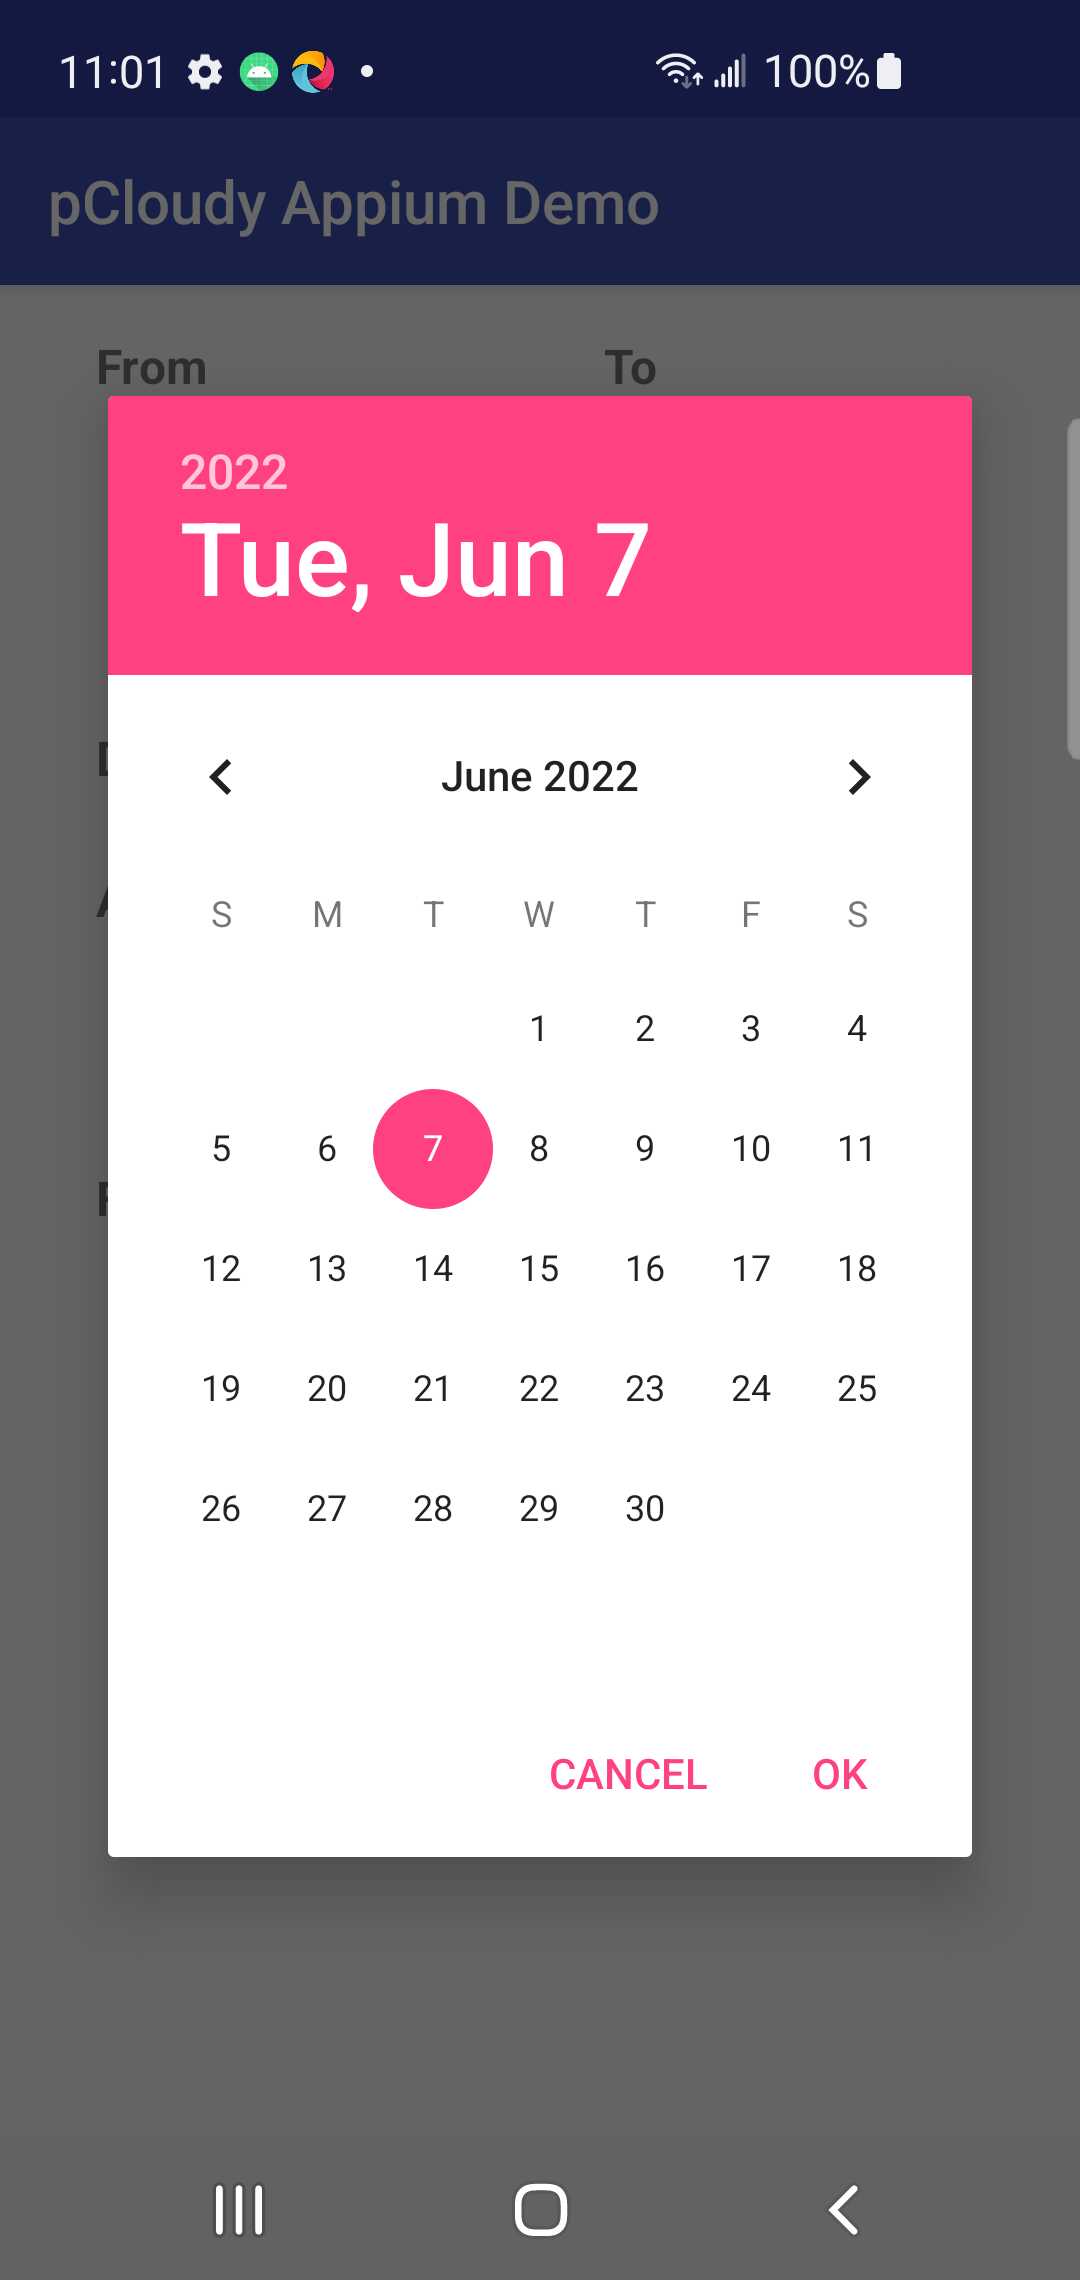 11:01 100%
pCloudy Appium Demo
From To
2022
Tue, Jun 7
June 2022
S M T W T F S
1 2 3 4
5 6 7 8 9 10 11
12 13 14 15 16 17 18
19 20 21 22 23 24 25
26 27 28 29 30
CANCEL OK